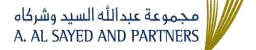 مجموعة عبدالله السيد وشركاه
A. AL SAYED AND PARTNERS